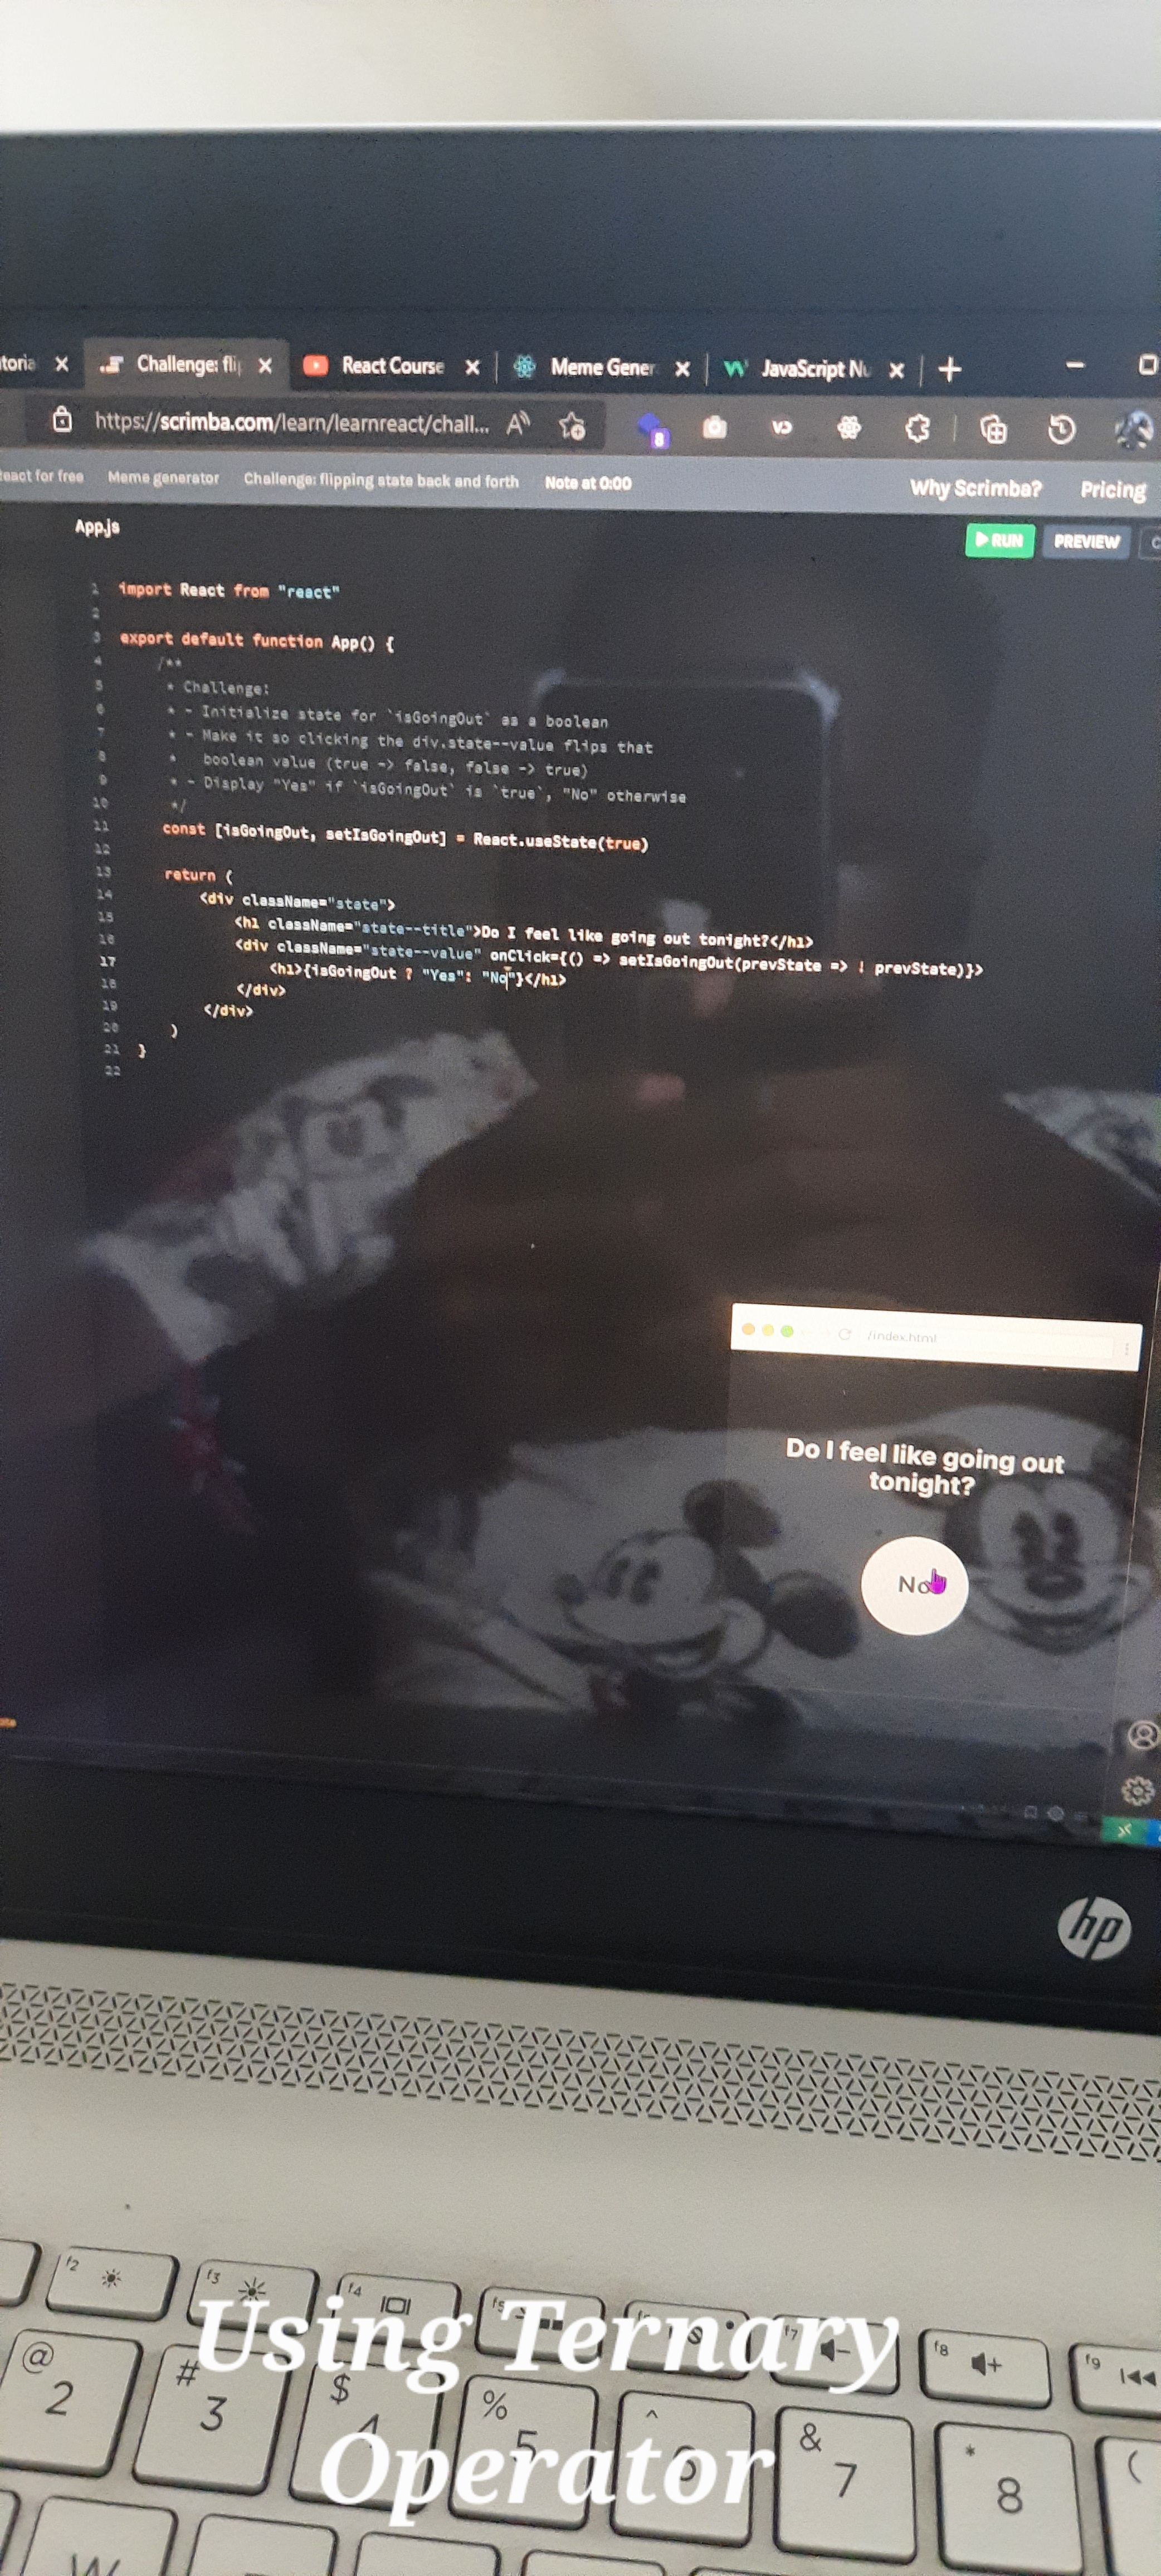 toria
Challenge: fli
React Course
Meme Gener
JavaScript Nu
https://scrimba.com/learn/learnreact/chall...
8
React for free
Meme generator
Challenge: flipping state back and forth
Note at 0:00
Why Scrimba?
Pricing
App.js
RUN
PREVIEW
1 import React from "react"
2
3 export default function App() {
4 /**
5 * Challenge:
6 * - Initialize state for `isGoingOut` as a boolean
7 * - Make it so clicking the div.state--value flips that
8 * boolean value (true -> false, false -> true)
9 * - Display "Yes" if `isGoingOut` is `true`, "No" otherwise
10 */
11 const [isGoingOut, setIsGoingOut] = React.useState(true)
12
13 return (
14 <div className="state">
15 <h1 className="state--title">Do I feel like going out tonight?</h1>
16 <div className="state--value" onClick={() => setIsGoingOut(prevState => ! prevState)}>
17 <h1>{isGoingOut ? "Yes": "No"}</h1>
18 </div>
19 </div>
20 )
21 }
22
/index.html
Do I feel like going out
tonight?
No
hp
f2
f3
f4
f5
f7
f8
f9
Using Ternary
@ 2
# 3
$ 4
% 5
^ 6
& 7
* 8
(
Operator
W